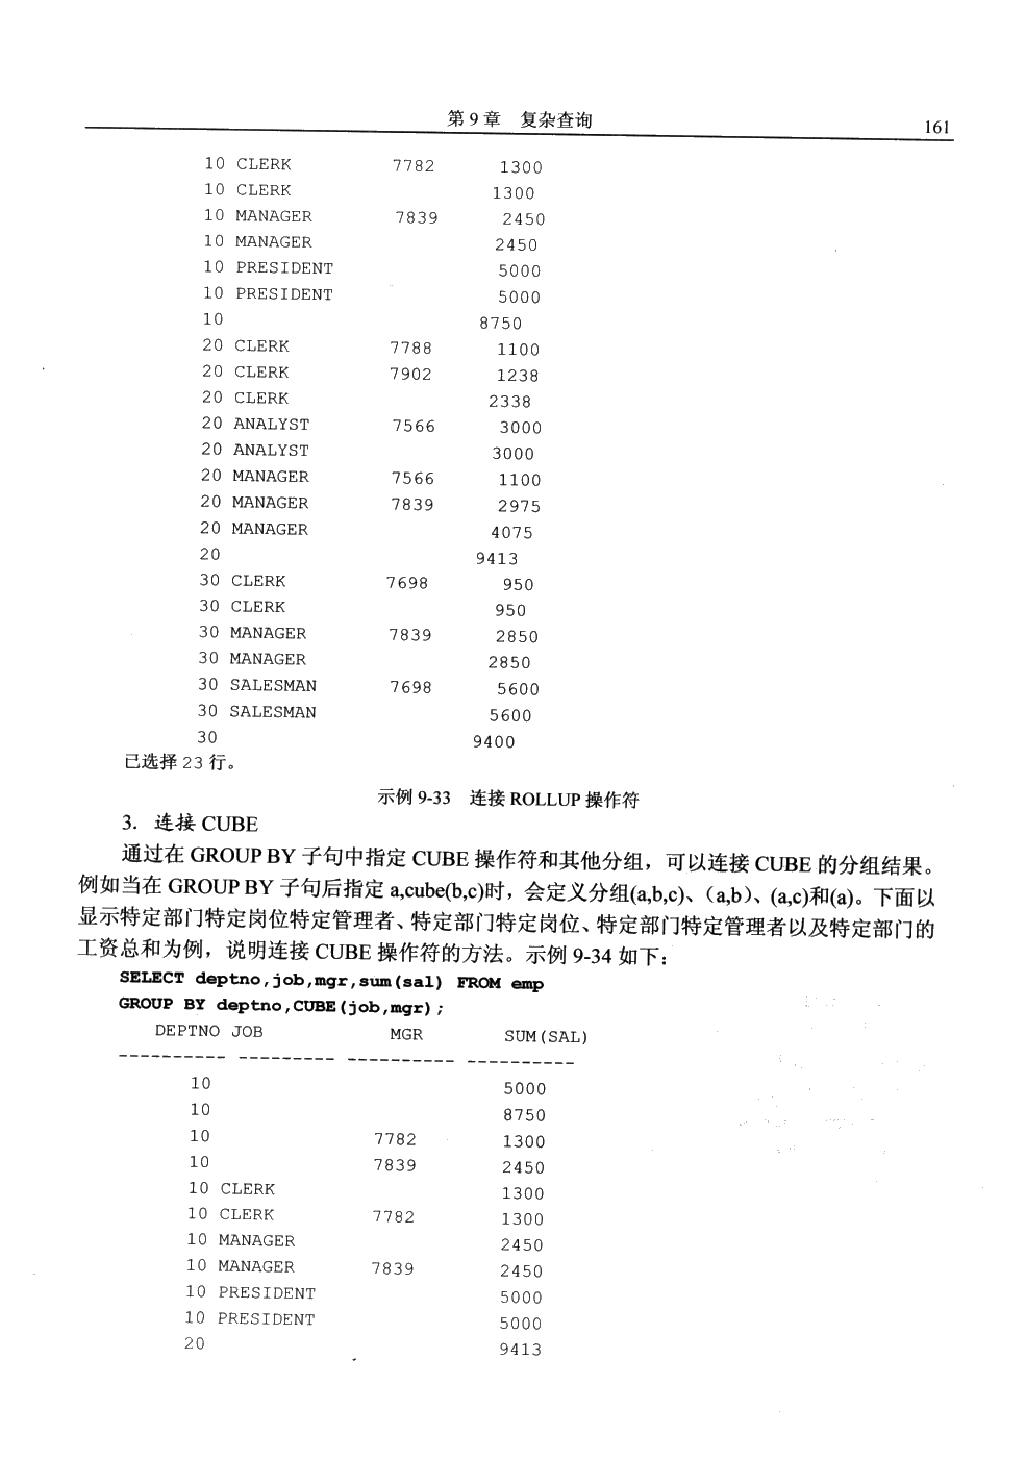 第9章 复杂查询 161
10 CLERK 7782 1300
10 CLERK 1300
10 MANAGER 7839 2450
10 MANAGER 2450
10 PRESIDENT 5000
10 PRESIDENT 5000
10 8750
20 CLERK 7788 1100
20 CLERK 7902 1238
20 CLERK 2338
20 ANALYST 7566 3000
20 ANALYST 3000
20 MANAGER 7566 1100
20 MANAGER 7839 2975
20 MANAGER 4075
20 9413
30 CLERK 7698 950
30 CLERK 950
30 MANAGER 7839 2850
30 MANAGER 2850
30 SALESMAN 7698 5600
30 SALESMAN 5600
30 9400
已选择 23 行。
示例 9-33 连接 ROLLUP 操作符
3. 连接 CUBE
通过在 GROUP BY 子句中指定 CUBE 操作符和其他分组，可以连接 CUBE 的分组结果。
例如当在 GROUP BY 子句后指定 a,cube(b,c)时，会定义分组(a,b,c)、（a,b）、(a,c)和(a)。下面以
显示特定部门特定岗位特定管理者、特定部门特定岗位、特定部门特定管理者以及特定部门的
工资总和为例，说明连接 CUBE 操作符的方法。示例 9-34 如下：
SELECT deptno,job,mgr,sum(sal) FROM emp
GROUP BY deptno,CUBE(job,mgr);
DEPTNO JOB MGR SUM(SAL)
---------- --------- ---------- ----------
10 5000
10 8750
10 7782 1300
10 7839 2450
10 CLERK 1300
10 CLERK 7782 1300
10 MANAGER 2450
10 MANAGER 7839 2450
10 PRESIDENT 5000
10 PRESIDENT 5000
20 9413